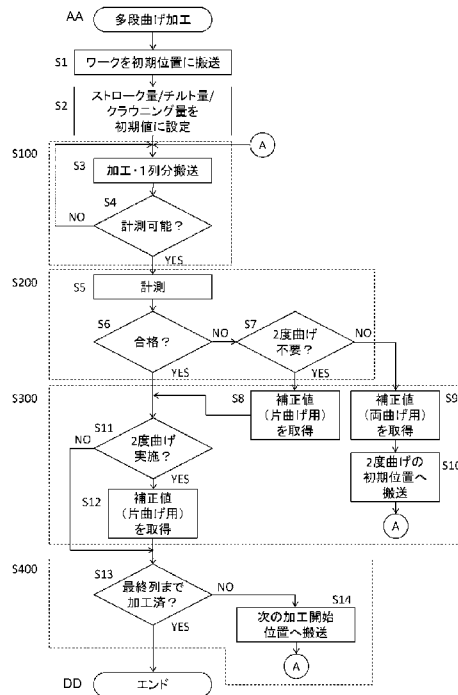 AA
多段曲げ加工
S1
ワークを初期位置に搬送
S2
ストローク量/チルト量/
クラウニング量を
初期値に設定
S100
A
S3
加工・1列分搬送
S4
計測可能？
NO
YES
S200
S5
計測
S6
合格？
NO
YES
S7
2度曲げ
不要？
NO
YES
S300
S8
補正値
（片曲げ用）
を取得
S9
補正値
（両曲げ用）
を取得
S10
2度曲げの
初期位置へ
搬送
A
S11
2度曲げ
実施？
NO
YES
S12
補正値
（片曲げ用）
を取得
S400
S13
最終列まで
加工済？
NO
YES
S14
次の加工開始
位置へ搬送
A
DD
エンド